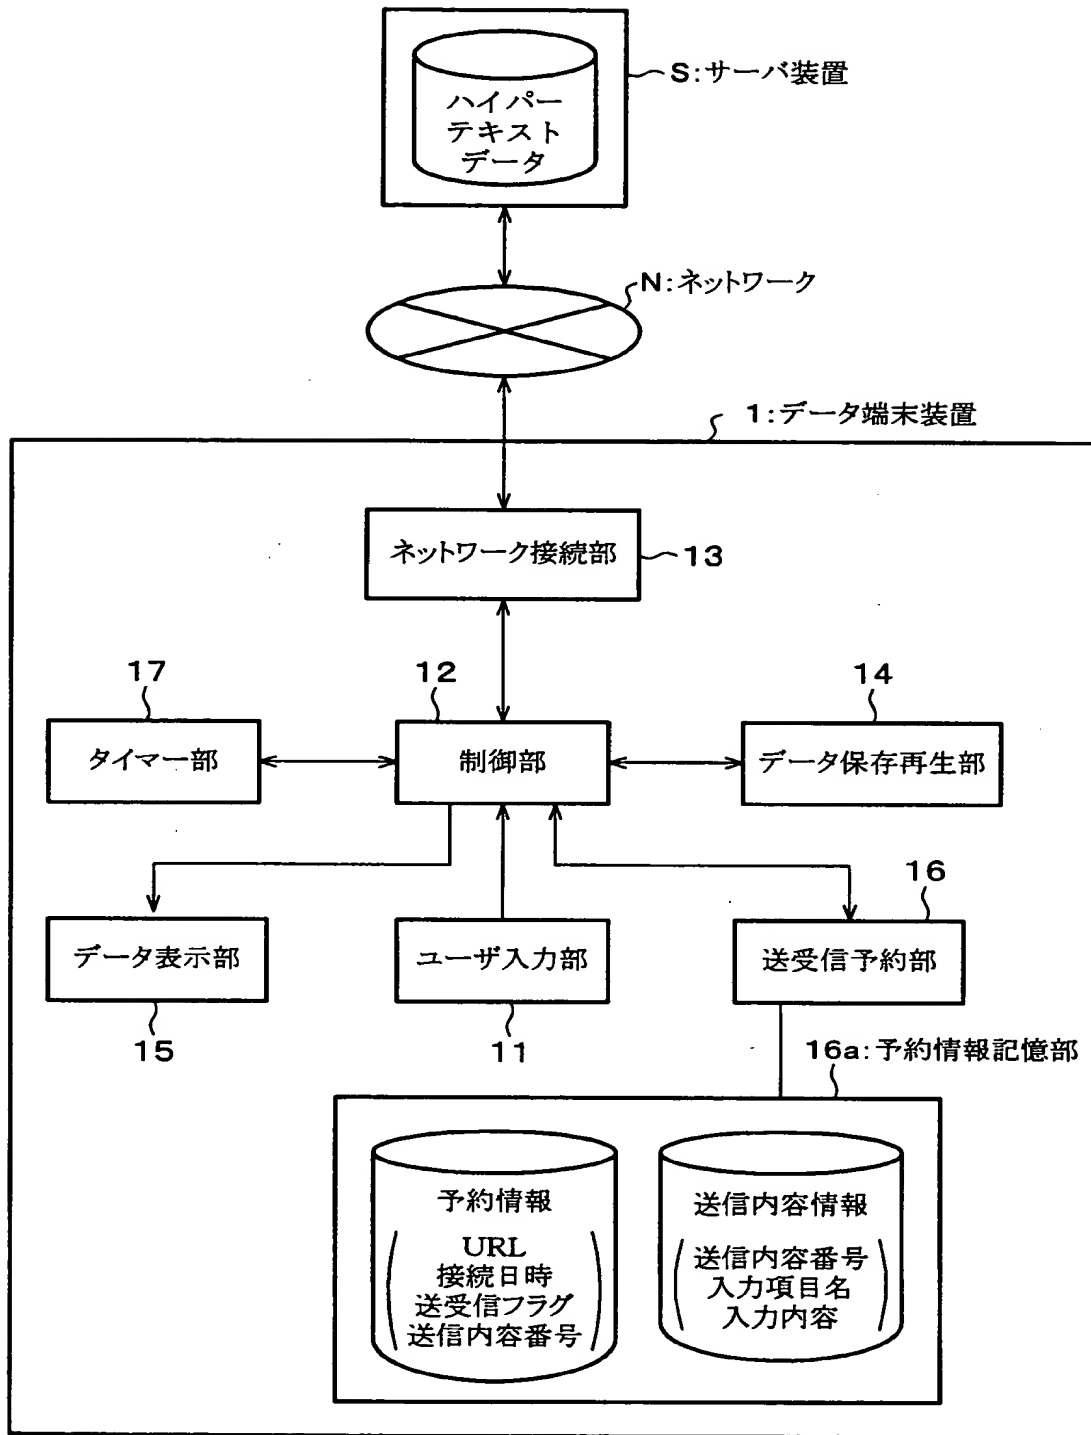 S:サーバ装置
ハイパー
テキスト
データ
N:ネットワーク
1:データ端末装置
ネットワーク接続部
13
17
12
14
タイマー部
制御部
データ保存再生部
16
データ表示部
ユーザ入力部
送受信予約部
15
11
16a:予約情報記憶部
予約情報
URL
接続日時
送受信フラグ
送信内容番号
送信内容情報
送信内容番号
入力項目名
入力内容